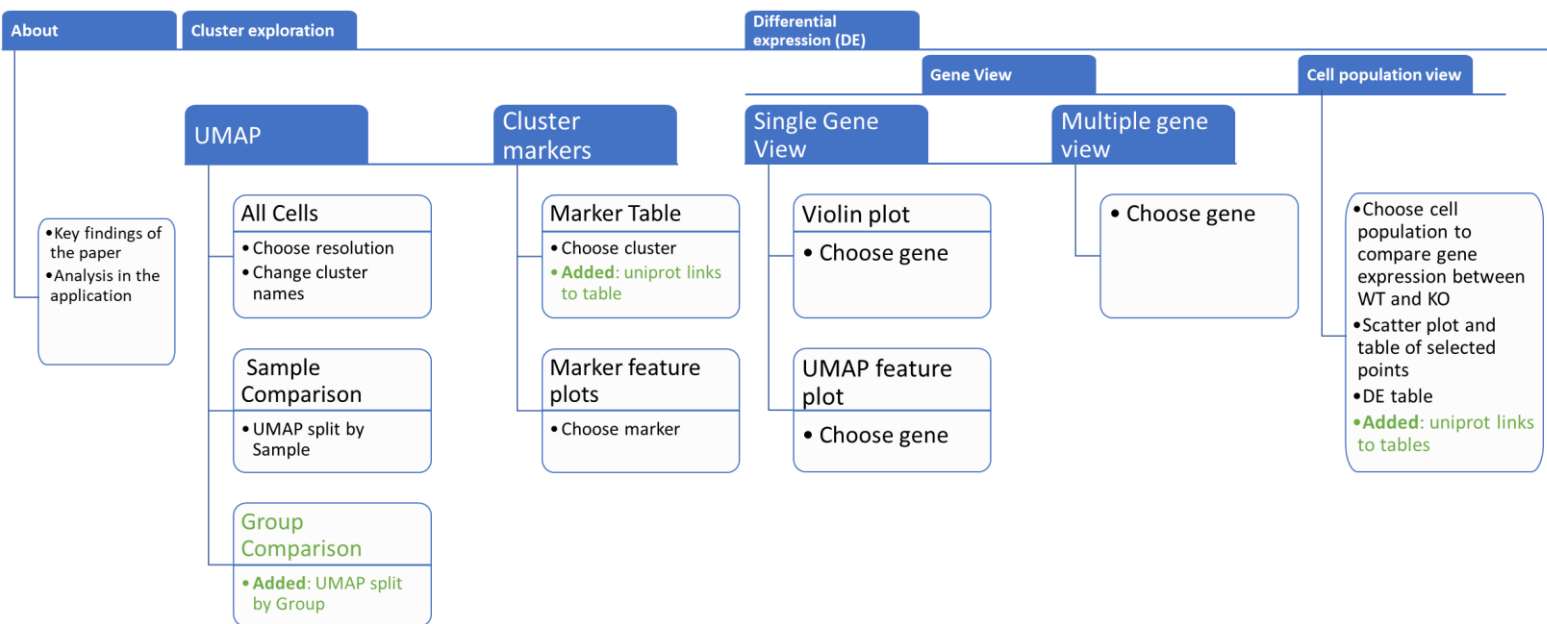 About
Cluster exploration
Differential
expression (DE)
Gene View
Cell population view
UMAP
Cluster
markers
Single Gene
View
Multiple gene
view
•Key findings of
the paper
•Analysis in the
application
All Cells
• Choose resolution
• Change cluster
names
Sample
Comparison
• UMAP split by
Sample
Group
Comparison
• Added: UMAP split
by Group
Marker Table
• Choose cluster
• Added: uniprot links
to table
Marker feature
plots
• Choose marker
Violin plot
• Choose gene
UMAP feature
plot
• Choose gene
• Choose gene
•Choose cell
population to
compare gene
expression between
WT and KO
•Scatter plot and
table of selected
points
•DE table
•Added: uniprot links
to tables